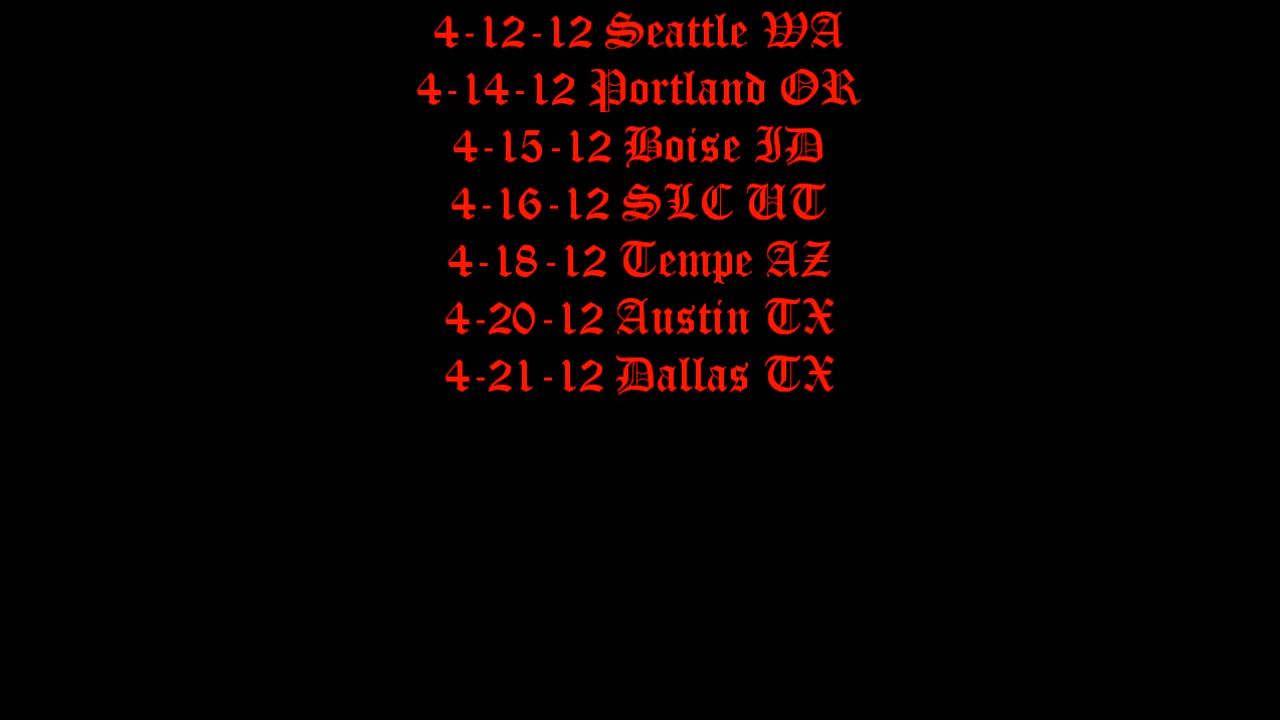 4-12-12 Seattle WA
4-14-12 Portland OR
4-15-12 Boise ID
4-16-12 SLC UT
4-18-12 Tempe AZ
4-20-12 Austin TX
4-21-12 Dallas TX